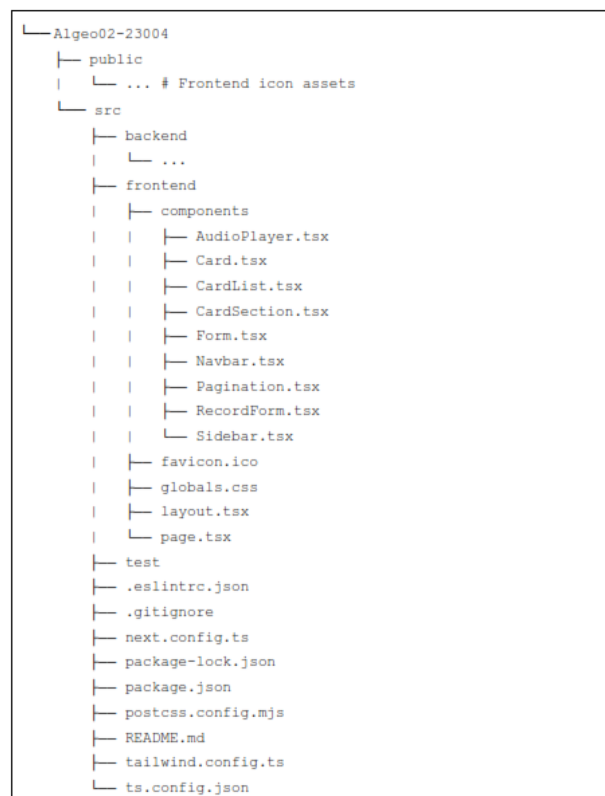 └──Algeo02-23004
├── public
| └── ... # Frontend icon assets
└── src
├── backend
| └── ...
├── frontend
| ├── components
| | ├── AudioPlayer.tsx
| | ├── Card.tsx
| | ├── CardList.tsx
| | ├── CardSection.tsx
| | ├── Form.tsx
| | ├── Navbar.tsx
| | ├── Pagination.tsx
| | ├── RecordForm.tsx
| | └── Sidebar.tsx
| ├── favicon.ico
| ├── globals.css
| ├── layout.tsx
| └── page.tsx
├── test
├── .eslintrc.json
├── .gitignore
├── next.config.ts
├── package-lock.json
├── package.json
├── postcss.config.mjs
├── README.md
├── tailwind.config.ts
└── ts.config.json